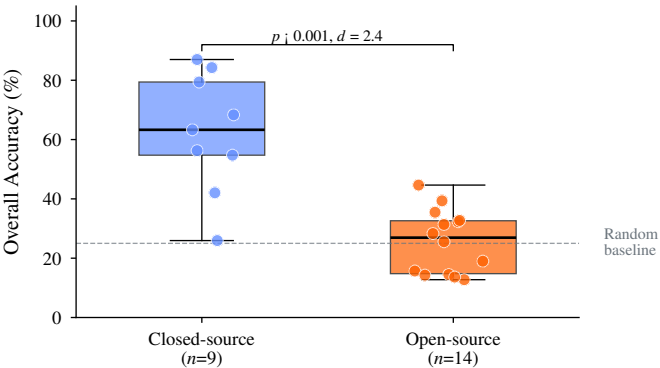 100
80
60
40
20
0
Overall Accuracy (%)
p ¡ 0.001, d = 2.4
Random
baseline
Closed-source
(n=9)
Open-source
(n=14)